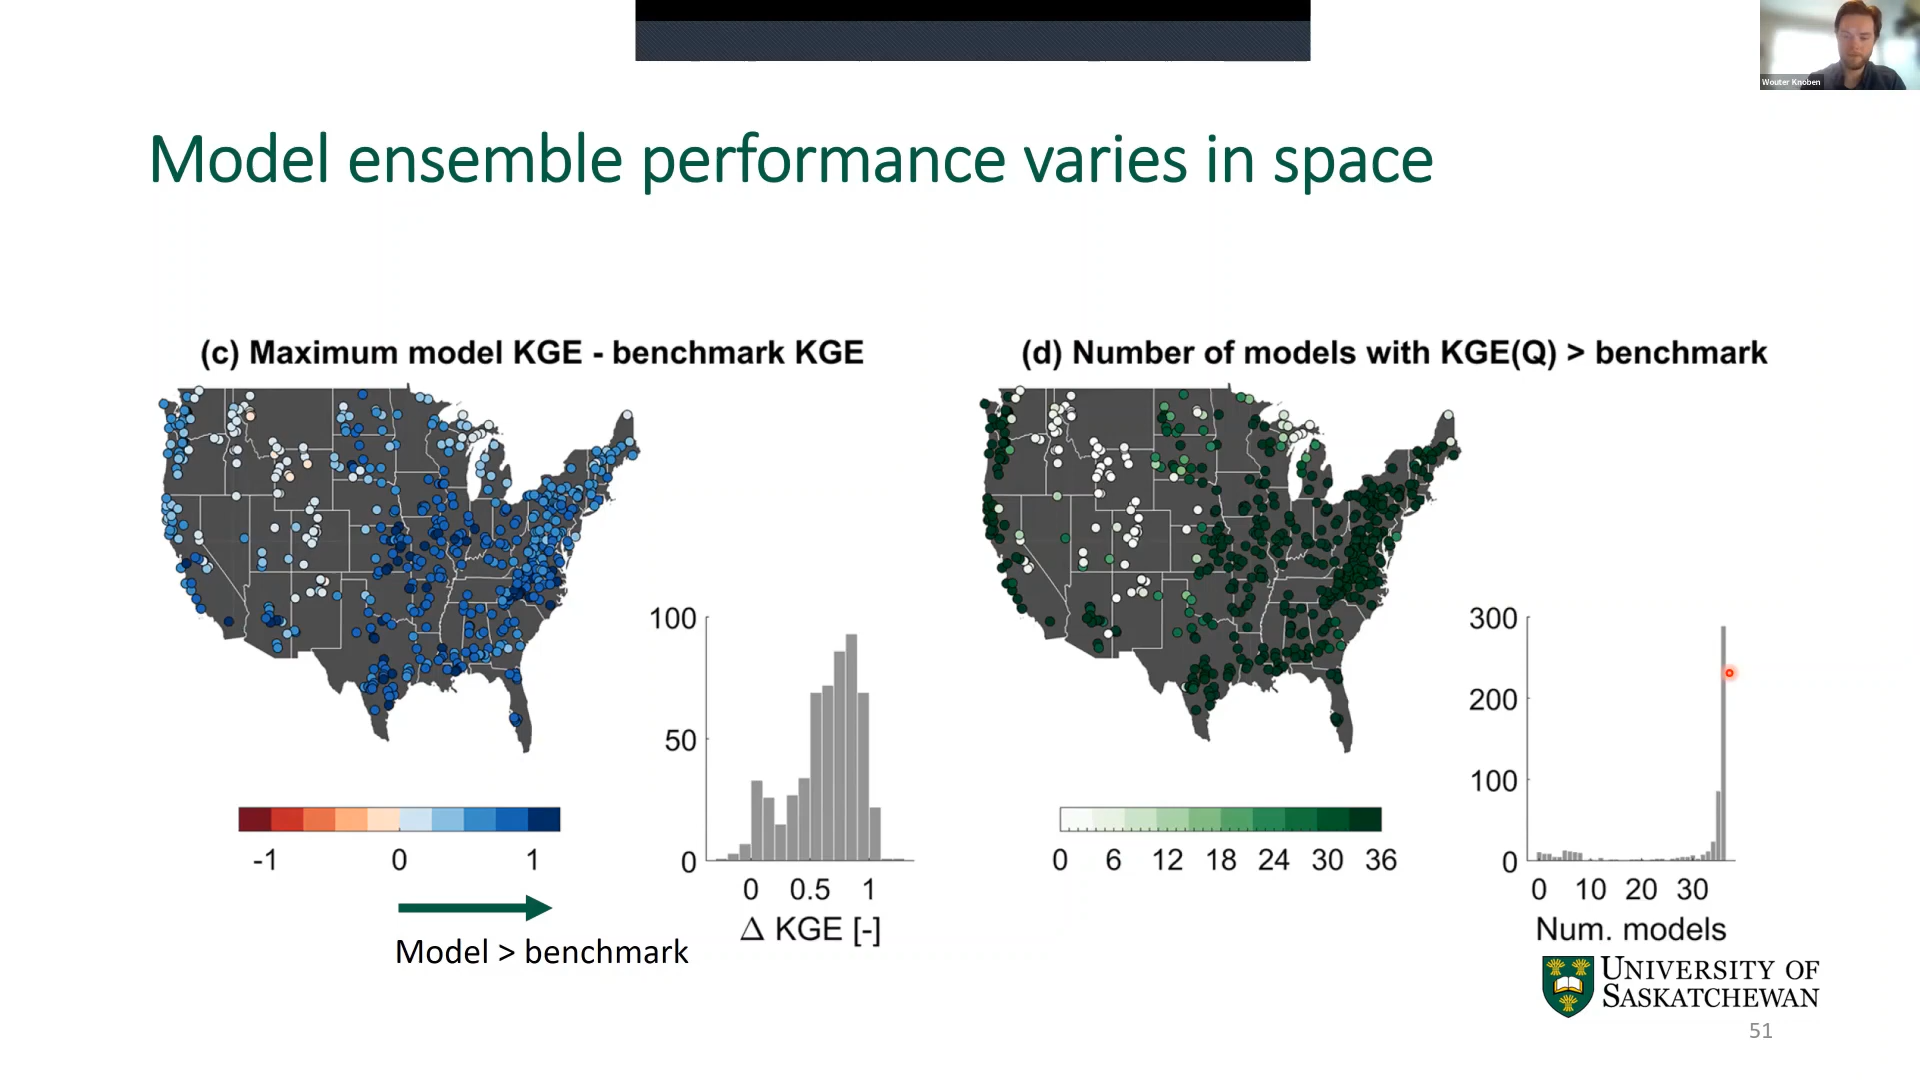 Wouter Knoben
Model ensemble performance varies in space
(c) Maximum model KGE - benchmark KGE
(d) Number of models with KGE(Q) > benchmark
100
50
0
0 0.5 1
Δ KGE [-]
-1 0 1
Model > benchmark
300
200
100
0
0 10 20 30
Num. models
0 6 12 18 24 30 36
UNIVERSITY OF
SASKATCHEWAN
51